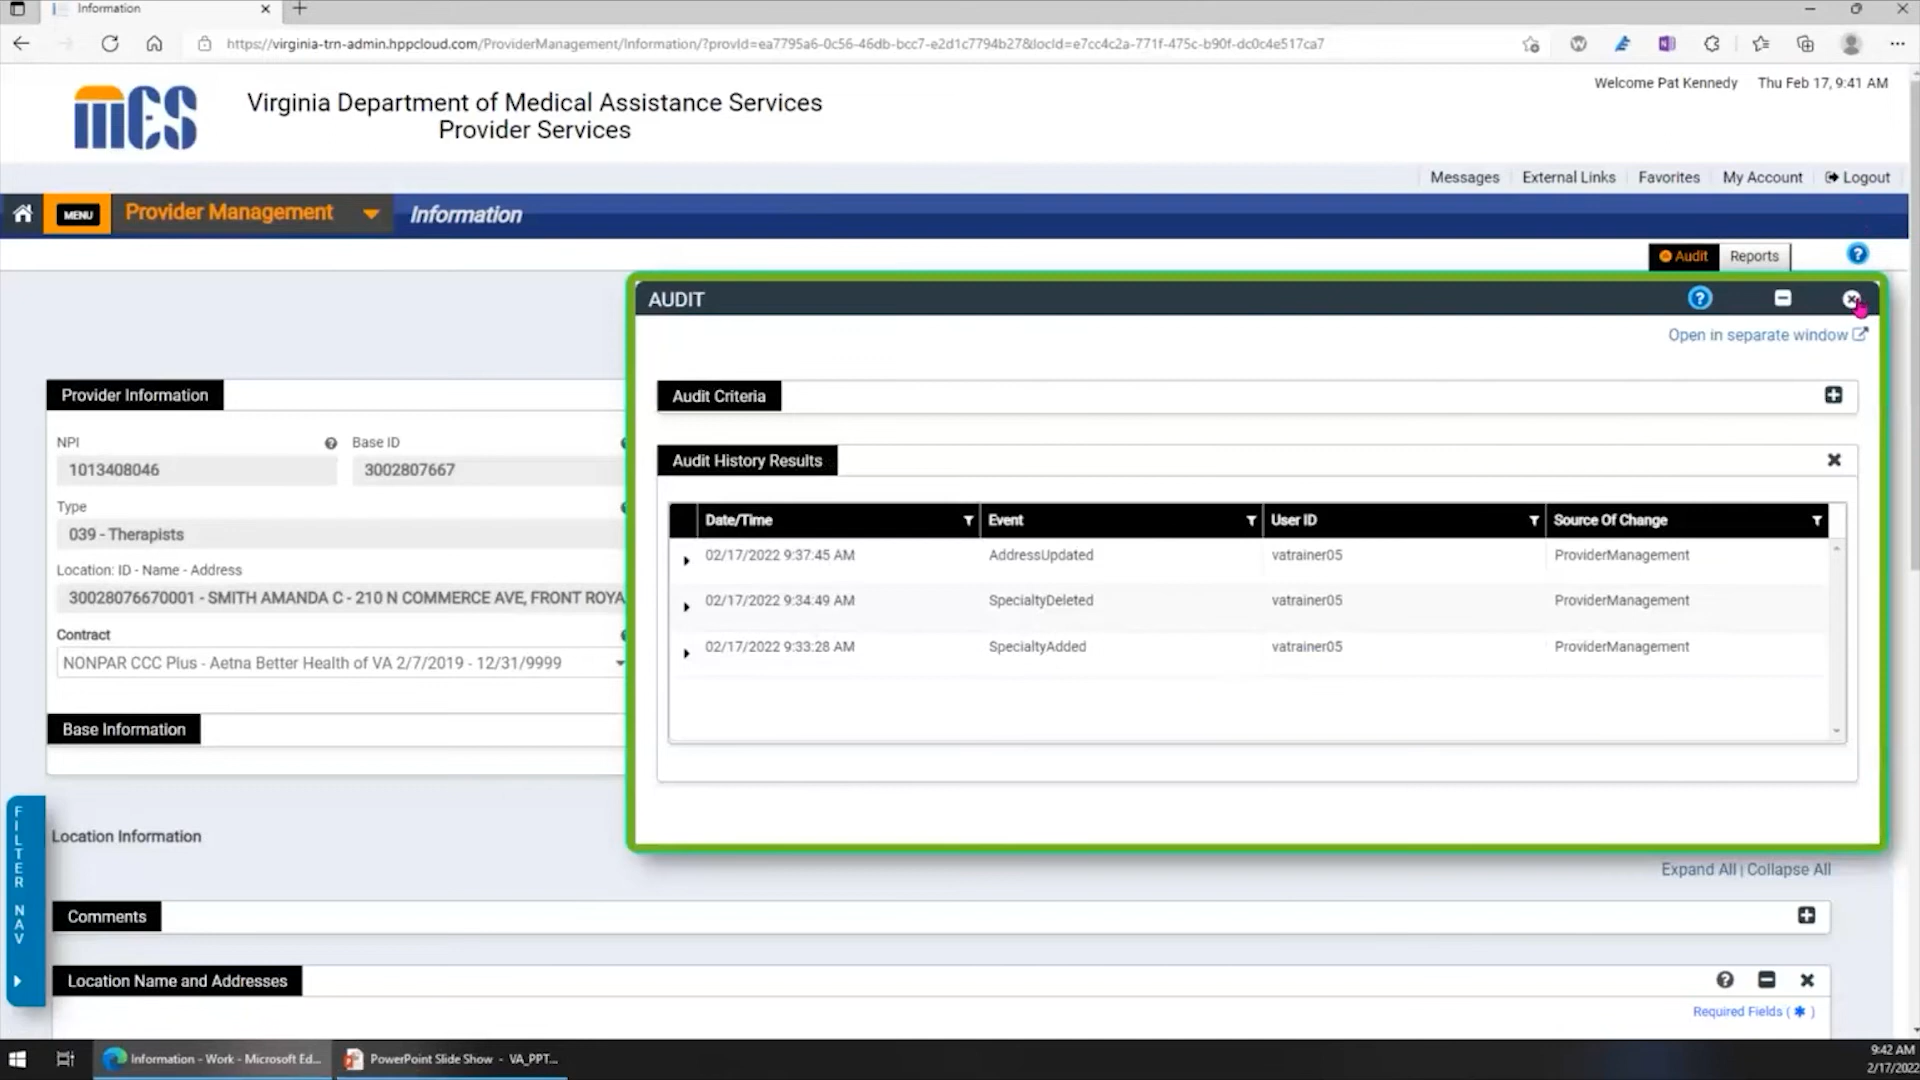 Information
https://virginia-trn-admin.hppcloud.com/ProviderManagement/Information/?provId=ea7795a6-0c56-46db-bcc7-e2d1c7794b27&locId=e7cc4c2a-771f-475c-b90f-dc0c4e517ca7
Welcome Pat Kennedy Thu Feb 17, 9:41 AM
mES
Virginia Department of Medical Assistance Services
Provider Services
Messages External Links Favorites My Account Logout
MENU Provider Management Information
Audit Reports
AUDIT
Open in separate window
Provider Information
Audit Criteria
NPI Base ID
1013408046 3002807667
Audit History Results
Type
039 - Therapists
Date/Time Event User ID Source Of Change
02/17/2022 9:37:45 AM AddressUpdated vatrainer05 ProviderManagement
02/17/2022 9:34:49 AM SpecialtyDeleted vatrainer05 ProviderManagement
02/17/2022 9:33:28 AM SpecialtyAdded vatrainer05 ProviderManagement
Location: ID - Name - Address
30028076670001 - SMITH AMANDA C - 210 N COMMERCE AVE, FRONT ROYA
Contract
NONPAR CCC Plus - Aetna Better Health of VA 2/7/2019 - 12/31/9999
Base Information
FILTER NAV
Location Information
Expand All | Collapse All
Comments
Location Name and Addresses
Required Fields ( * )
Information - Work - Microsoft Ed...
PowerPoint Slide Show - VA_PPT...
9:42 AM
2/17/2022